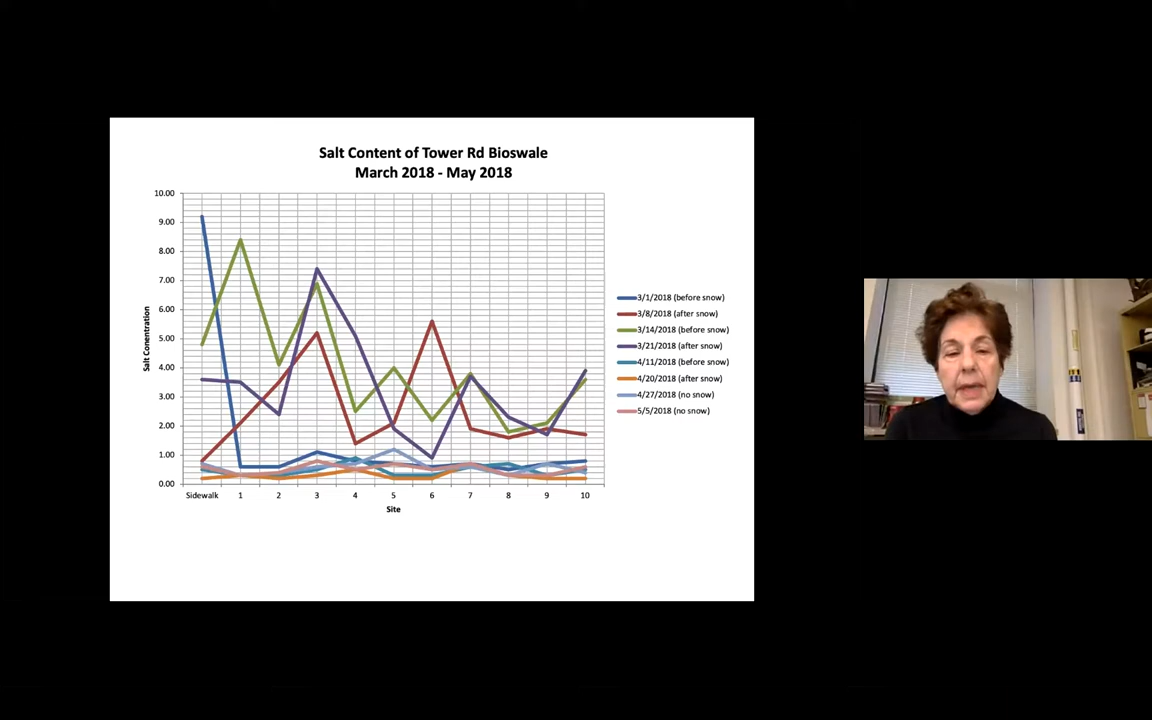 Salt Content of Tower Rd Bioswale
March 2018 - May 2018
10.00
9.00
8.00
7.00
6.00
5.00
4.00
3.00
2.00
1.00
0.00
Salt Conentration
Sidewalk 1 2 3 4 5 6 7 8 9 10
Site
3/1/2018 (before snow)
3/8/2018 (after snow)
3/14/2018 (before snow)
3/21/2018 (after snow)
4/11/2018 (before snow)
4/20/2018 (after snow)
4/27/2018 (no snow)
5/5/2018 (no snow)